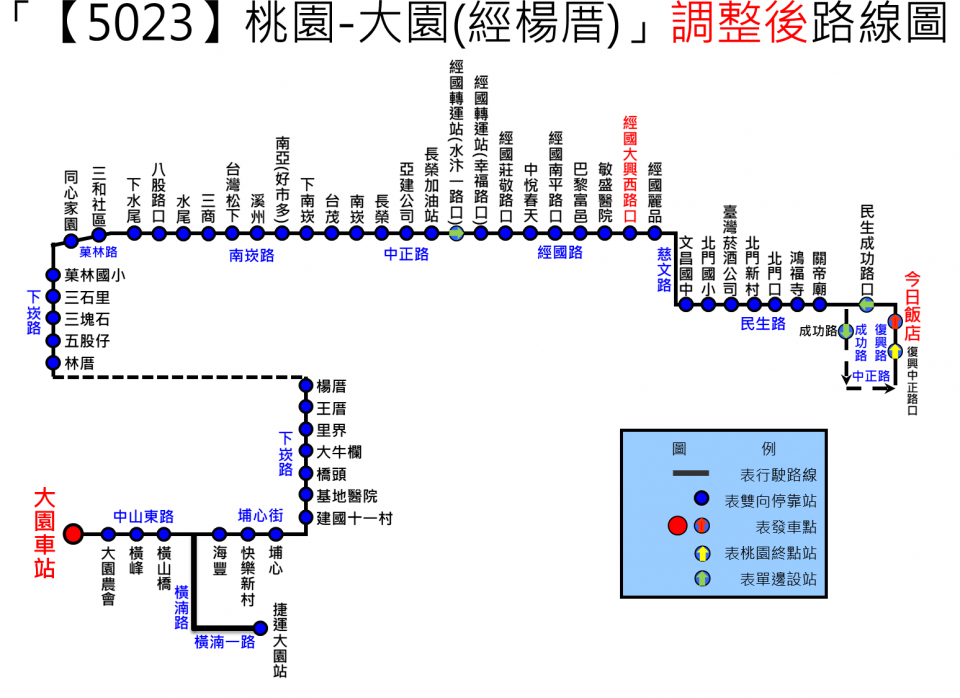 「【5023】桃園-大園(經楊厝)」調整後路線圖
同心家園
三和社區
下水尾
八股路口
水尾
三商
台灣松下
溪州
南亞(好市多)
下南崁
台茂
南崁
長榮
亞建公司
長榮加油站
經國轉運站(水汴一路口)
經國轉運站(幸福路口)
經國莊敬路口
中悅春天
經國南平路口
巴黎富邑
敏盛醫院
經國大興西路口
經國麗品
菓林路
南崁路
中正路
經國路
慈文路
文昌國中
北門國小
臺灣菸酒公司
北門新村
北門口
鴻福寺
關帝廟
民生成功路口
今日飯店
民生路
成功路
成功路
復興路
復興中正路口
中正路
下崁路
菓林國小
三石里
三塊石
五股仔
林厝
楊厝
王厝
里界
大牛欄
橋頭
基地醫院
建國十一村
下崁路
大園車站
中山東路
埔心街
大園農會
橫峰
橫山橋
海豐
快樂新村
埔心
橫湳路
橫湳一路
捷運大園站
圖 例
表行駛路線
表雙向停靠站
表發車點
表桃園終點站
表單邊設站